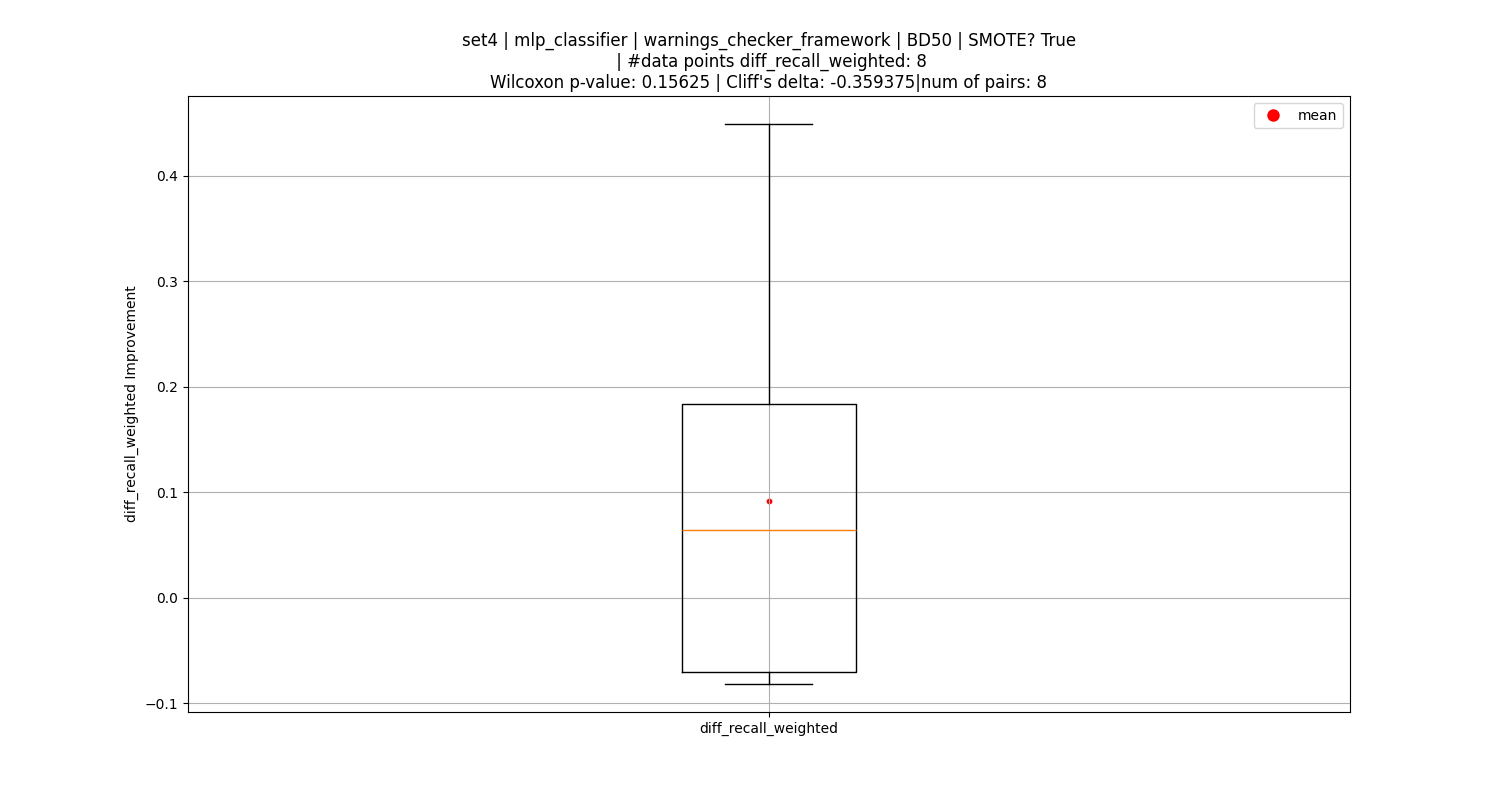 set4 | mlp_classifier | warnings_checker_framework | BD50 | SMOTE? True
| #data points diff_recall_weighted: 8
Wilcoxon p-value: 0.15625 | Cliff's delta: -0.359375|num of pairs: 8
mean
0.4
0.3
0.2
0.1
0.0
−0.1
diff_recall_weighted Improvement
diff_recall_weighted